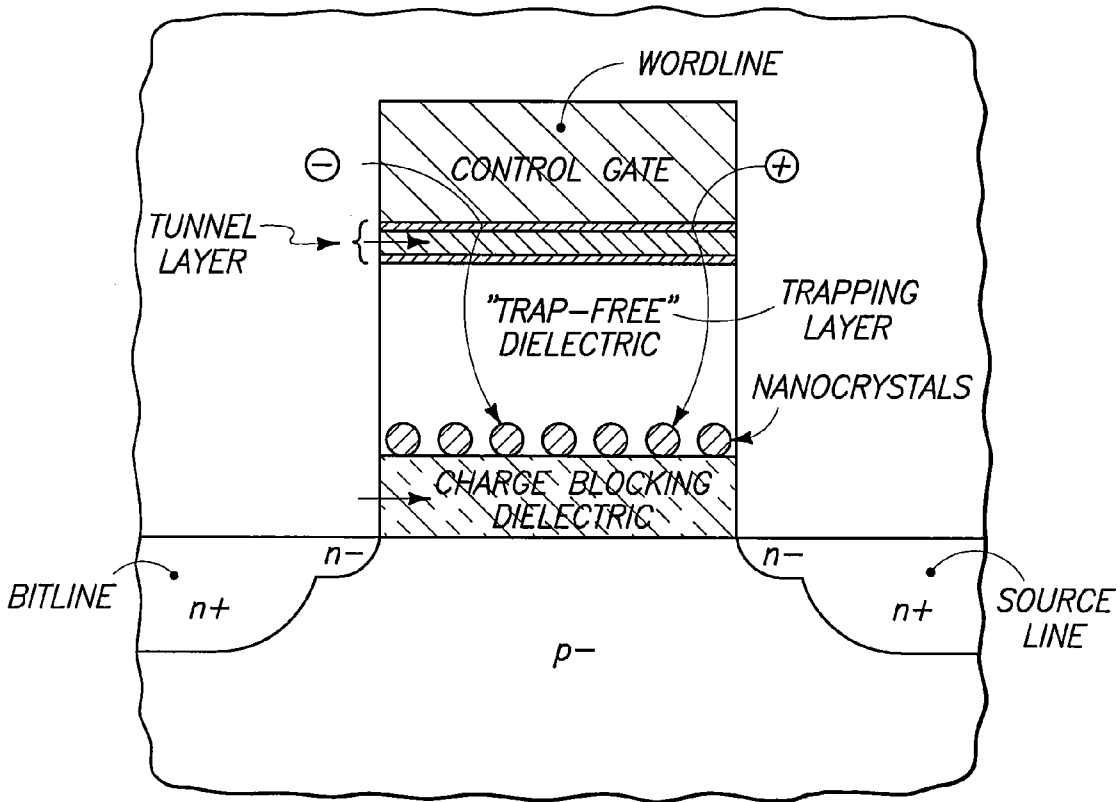 WORDLINE
CONTROL GATE
−
+
TUNNEL
LAYER
"TRAP-FREE"
DIELECTRIC
TRAPPING
LAYER
NANOCRYSTALS
CHARGE BLOCKING
DIELECTRIC
n−
n−
BITLINE
n+
n+
SOURCE
LINE
p−